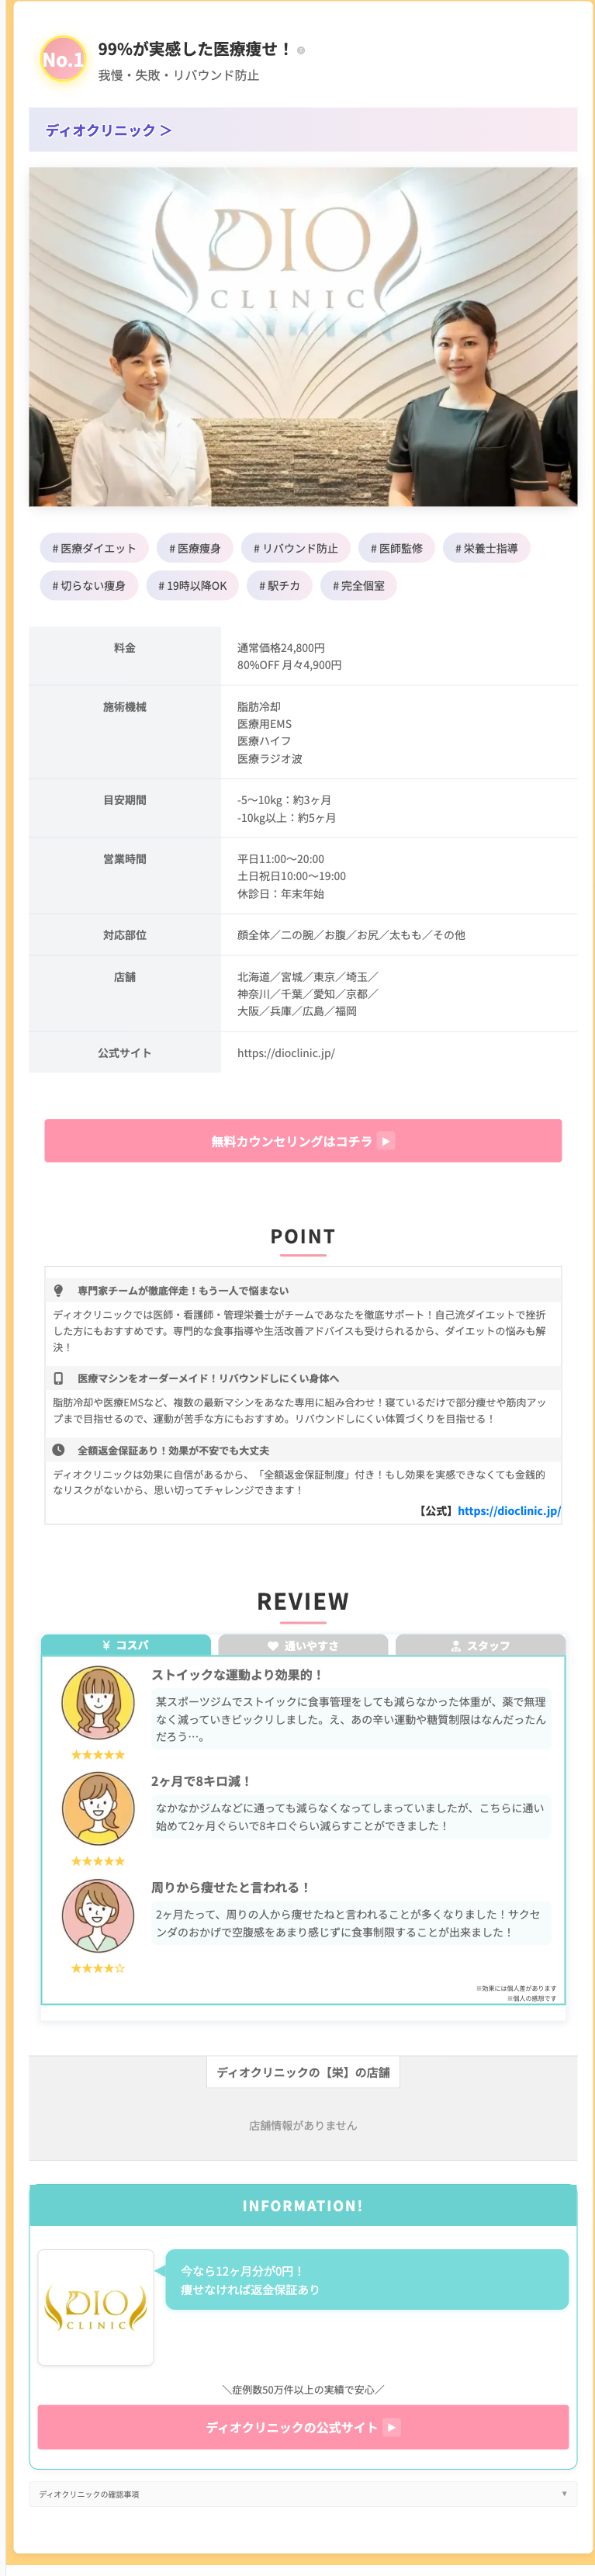 No.1
99%が実感した医療痩せ！
我慢・失敗・リバウンド防止
ディオクリニック ＞
DIO
CLINIC
# 医療ダイエット
# 医療痩身
# リバウンド防止
# 医師監修
# 栄養士指導
# 切らない痩身
# 19時以降OK
# 駅チカ
# 完全個室
料金
通常価格24,800円
80%OFF 月々4,900円
施術機械
脂肪冷却
医療用EMS
医療ハイフ
医療ラジオ波
目安期間
-5〜10kg：約3ヶ月
-10kg以上：約5ヶ月
営業時間
平日11:00〜20:00
土日祝日10:00〜19:00
休診日：年末年始
対応部位
顔全体／二の腕／お腹／お尻／太もも／その他
店舗
北海道／宮城／東京／埼玉／
神奈川／千葉／愛知／京都／
大阪／兵庫／広島／福岡
公式サイト
https://dioclinic.jp/
無料カウンセリングはコチラ
POINT
専門家チームが徹底伴走！もう一人で悩まない
ディオクリニックでは医師・看護師・管理栄養士がチームであなたを徹底サポート！自己流ダイエットで挫折
した方にもおすすめです。専門的な食事指導や生活改善アドバイスも受けられるから、ダイエットの悩みも解
決！
医療マシンをオーダーメイド！リバウンドしにくい身体へ
脂肪冷却や医療EMSなど、複数の最新マシンをあなた専用に組み合わせ！寝ているだけで部分痩せや筋肉アッ
プまで目指せるので、運動が苦手な方にもおすすめ。リバウンドしにくい体質づくりを目指せる！
全額返金保証あり！効果が不安でも大丈夫
ディオクリニックは効果に自信があるから、「全額返金保証制度」付き！もし効果を実感できなくても金銭的
なリスクがないから、思い切ってチャレンジできます！
【公式】https://dioclinic.jp/
REVIEW
¥ コスパ
通いやすさ
スタッフ
ストイックな運動より効果的！
某スポーツジムでストイックに食事管理をしても減らなかった体重が、薬で無理
なく減っていきビックリしました。え、あの辛い運動や糖質制限はなんだったん
だろう…。
★★★★★
2ヶ月で8キロ減！
なかなかジムなどに通っても減らなくなってしまっていましたが、こちらに通い
始めて2ヶ月ぐらいで8キロぐらい減らすことができました！
★★★★★
周りから痩せたと言われる！
2ヶ月たって、周りの人から痩せたねと言われることが多くなりました！サクセ
ンダのおかげで空腹感をあまり感じずに食事制限することが出来ました！
★★★★☆
※効果には個人差があります
※個人の感想です
ディオクリニックの【栄】の店舗
店舗情報がありません
INFORMATION!
DIO
CLINIC
今なら12ヶ月分が0円！
痩せなければ返金保証あり
＼症例数50万件以上の実績で安心／
ディオクリニックの公式サイト
ディオクリニックの確認事項